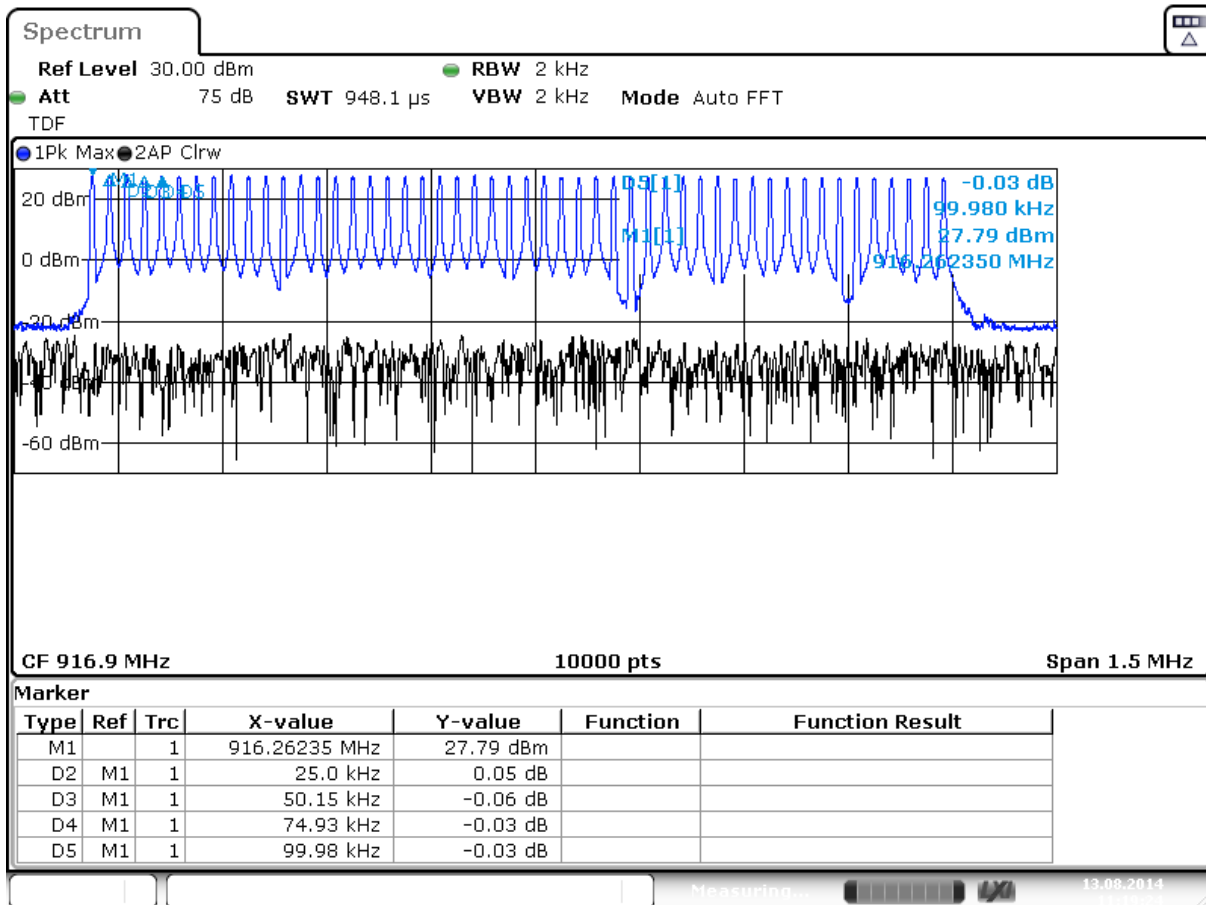 Spectrum
Ref Level 30.00 dBm RBW 2 kHz
Att 75 dB SWT 948.1 µs VBW 2 kHz Mode Auto FFT
TDF
1Pk Max 2AP Clrw
D5[1] -0.03 dB
99.980 kHz
M1[1] 27.79 dBm
916.262350 MHz
20 dBm
0 dBm
-20 dBm
-40 dBm
-60 dBm
CF 916.9 MHz 10000 pts Span 1.5 MHz
Marker
Type Ref Trc X-value Y-value Function Function Result
M1 1 916.26235 MHz 27.79 dBm
D2 M1 1 25.0 kHz 0.05 dB
D3 M1 1 50.15 kHz -0.06 dB
D4 M1 1 74.93 kHz -0.03 dB
D5 M1 1 99.98 kHz -0.03 dB
Measuring... LXI 13.08.2014